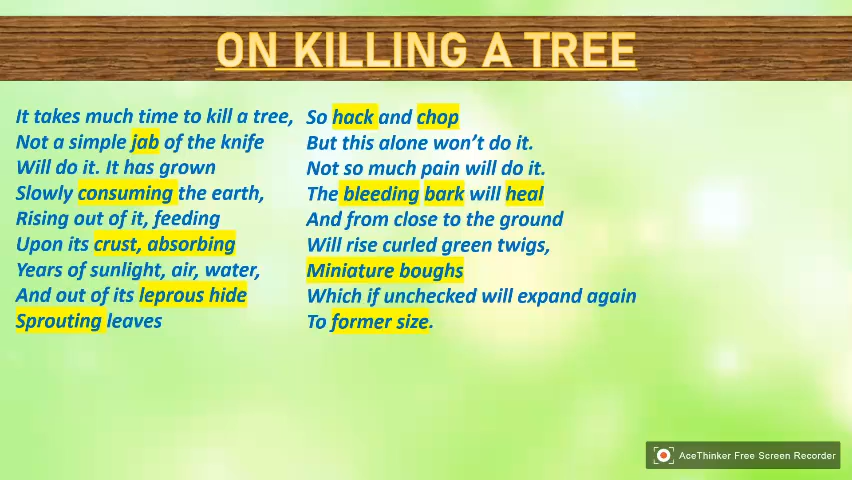 ON KILLING A TREE
It takes much time to kill a tree,
Not a simple jab of the knife
Will do it. It has grown
Slowly consuming the earth,
Rising out of it, feeding
Upon its crust, absorbing
Years of sunlight, air, water,
And out of its leprous hide
Sprouting leaves
So hack and chop
But this alone won’t do it.
Not so much pain will do it.
The bleeding bark will heal
And from close to the ground
Will rise curled green twigs,
Miniature boughs
Which if unchecked will expand again
To former size.
AceThinker Free Screen Recorder